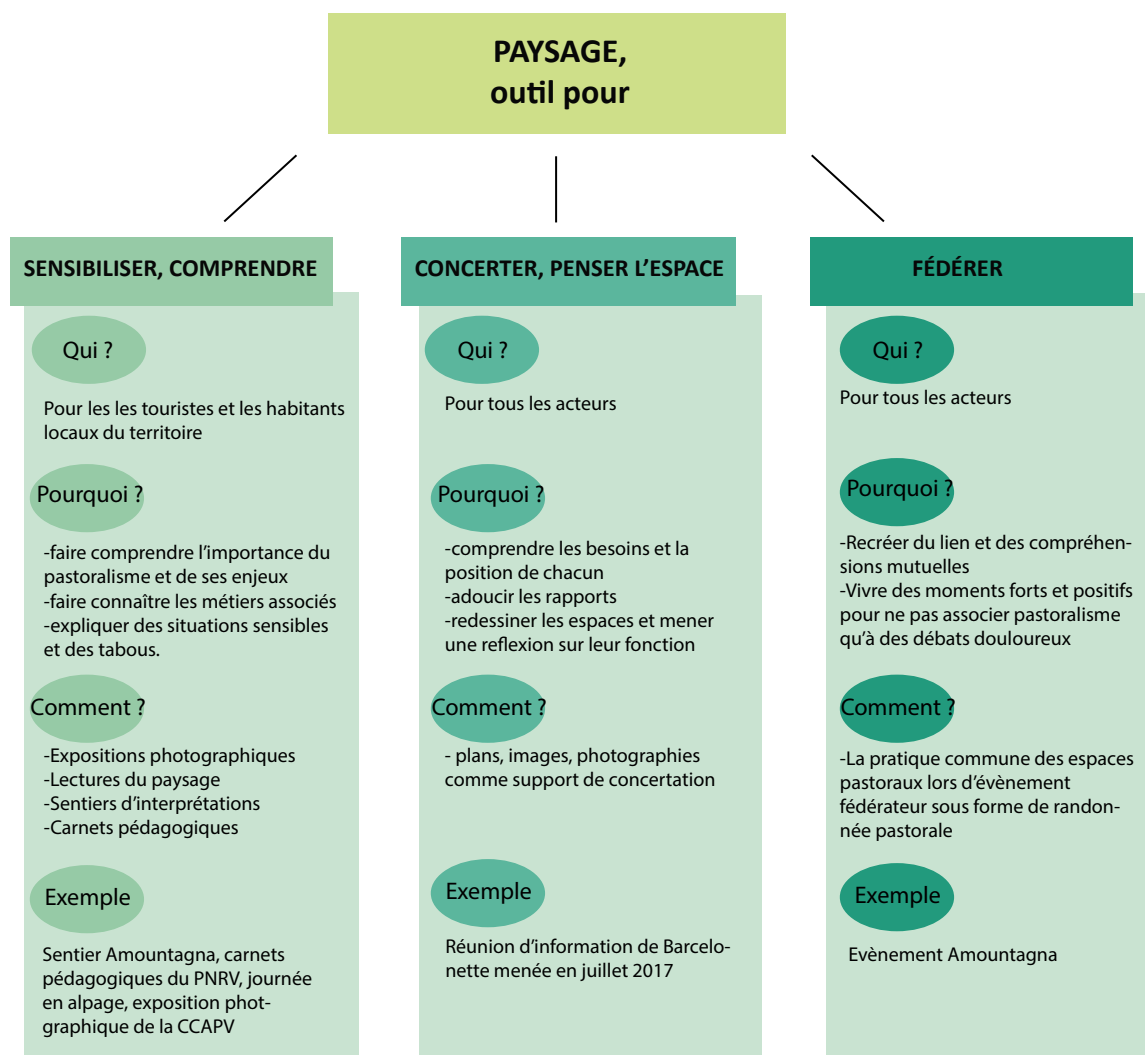 PAYSAGE,
outil pour
SENSIBILISER, COMPRENDRE
Qui ?
Pour les les touristes et les habitants
locaux du territoire
Pourquoi ?
-faire comprendre l'importance du
pastoralisme et de ses enjeux
-faire connaître les métiers associés
-expliquer des situations sensibles
et des tabous.
Comment ?
-Expositions photographiques
-Lectures du paysage
-Sentiers d'interprétations
-Carnets pédagogiques
Exemple
Sentier Amountagna, carnets
pédagogiques du PNRV, journée
en alpage, exposition phot-
graphique de la CCAPV
CONCERTER, PENSER L'ESPACE
Qui ?
Pour tous les acteurs
Pourquoi ?
-comprendre les besoins et la
position de chacun
-adoucir les rapports
-redessiner les espaces et mener
une reflexion sur leur fonction
Comment ?
- plans, images, photographies
comme support de concertation
Exemple
Réunion d'information de Barcelo-
nette menée en juillet 2017
FÉDÉRER
Qui ?
Pour tous les acteurs
Pourquoi ?
-Recréer du lien et des compréhen-
sions mutuelles
-Vivre des moments forts et positifs
pour ne pas associer pastoralisme
qu'à des débats douloureux
Comment ?
-La pratique commune des espaces
pastoraux lors d'évènement
fédérateur sous forme de randon-
née pastorale
Exemple
Evènement Amountagna